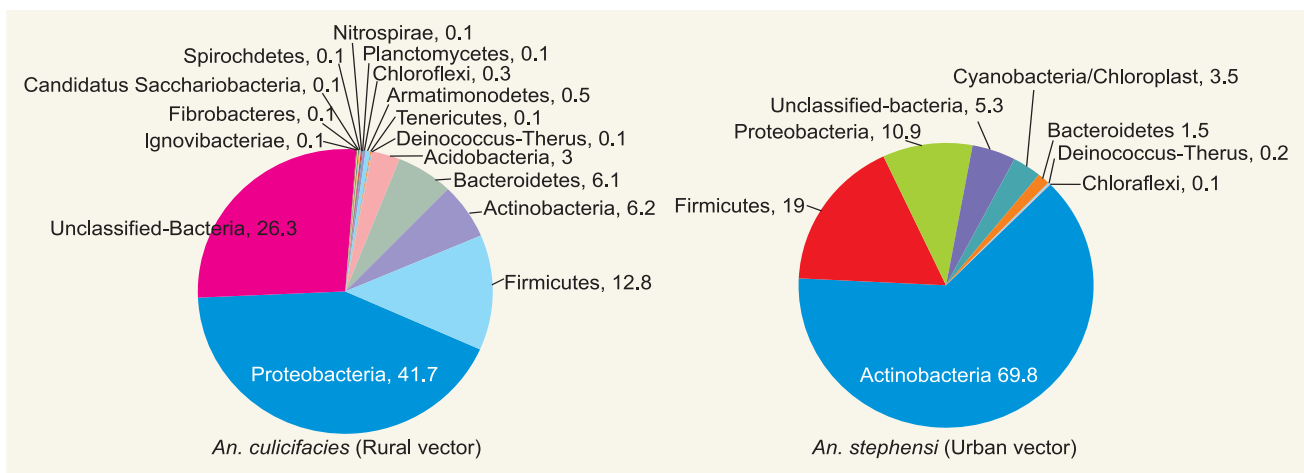 Nitrospirae, 0.1
Spirochdetes, 0.1
Planctomycetes, 0.1
Candidatus Sacchariobacteria, 0.1
Chloroflexi, 0.3
Armatimonodetes, 0.5
Fibrobacteres, 0.1
Tenericutes, 0.1
Ignovibacteriae, 0.1
Deinococcus-Therus, 0.1
Acidobacteria, 3
Bacteroidetes, 6.1
Actinobacteria, 6.2
Unclassified-Bacteria, 26.3
Firmicutes, 12.8
Proteobacteria, 41.7
An. culicifacies (Rural vector)
Cyanobacteria/Chloroplast, 3.5
Unclassified-bacteria, 5.3
Proteobacteria, 10.9
Bacteroidetes 1.5
Deinococcus-Therus, 0.2
Chloraflexi, 0.1
Firmicutes, 19
Actinobacteria 69.8
An. stephensi (Urban vector)